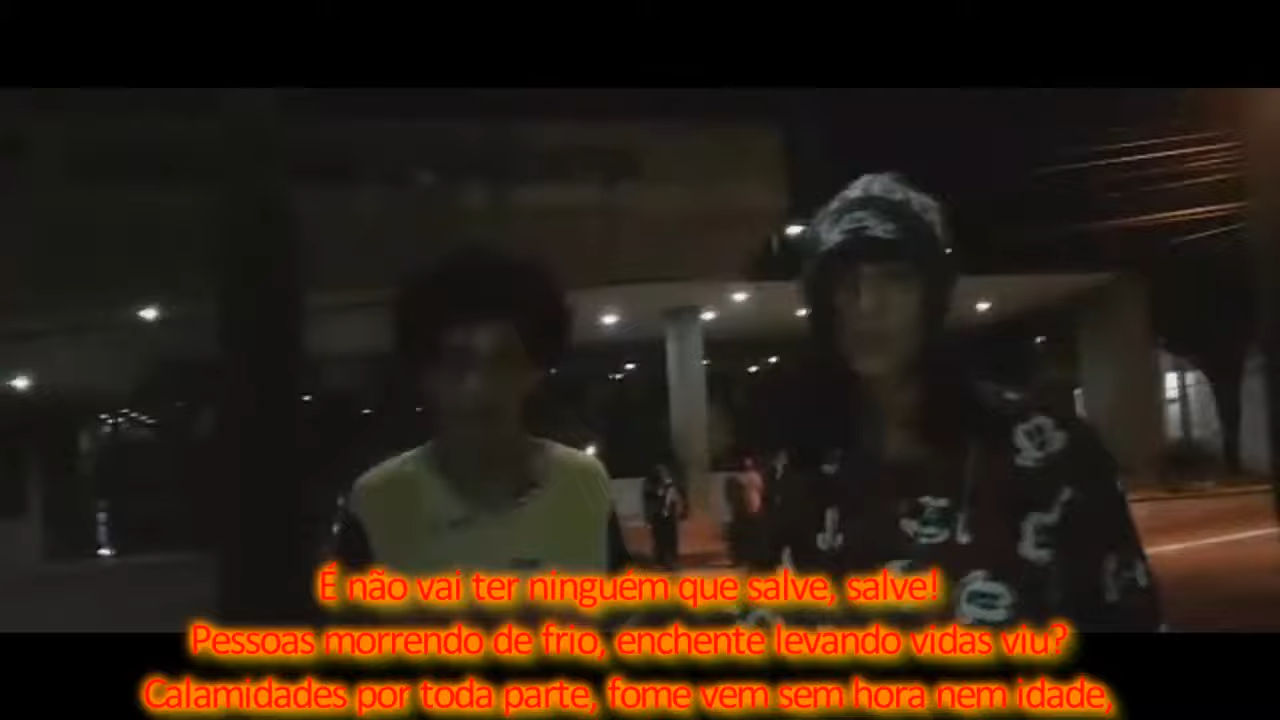 É não vai ter ninguém que salve, salve!
Pessoas morrendo de frio, enchente levando vidas viu?
Calamidades por toda parte, fome vem sem hora nem idade,